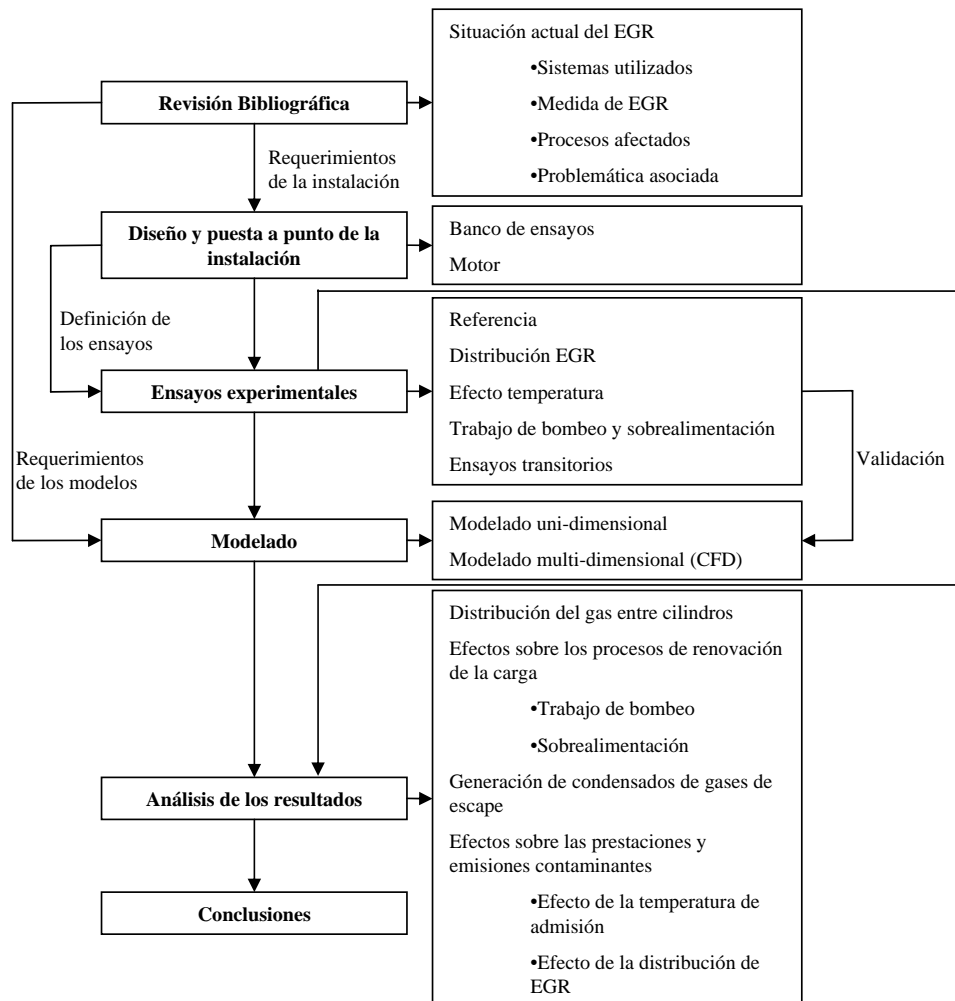 Situación actual del EGR
•Sistemas utilizados
•Medida de EGR
•Procesos afectados
•Problemática asociada
Revisión Bibliográfica
Requerimientos
de la instalación
Diseño y puesta a punto de la
instalación
Banco de ensayos
Motor
Definición de
los ensayos
Referencia
Distribución EGR
Efecto temperatura
Trabajo de bombeo y sobrealimentación
Ensayos transitorios
Ensayos experimentales
Validación
Requerimientos
de los modelos
Modelado
Modelado uni-dimensional
Modelado multi-dimensional (CFD)
Distribución del gas entre cilindros
Efectos sobre los procesos de renovación
de la carga
•Trabajo de bombeo
•Sobrealimentación
Generación de condensados de gases de
escape
Efectos sobre las prestaciones y
emisiones contaminantes
•Efecto de la temperatura de
admisión
•Efecto de la distribución de
EGR
Análisis de los resultados
Conclusiones